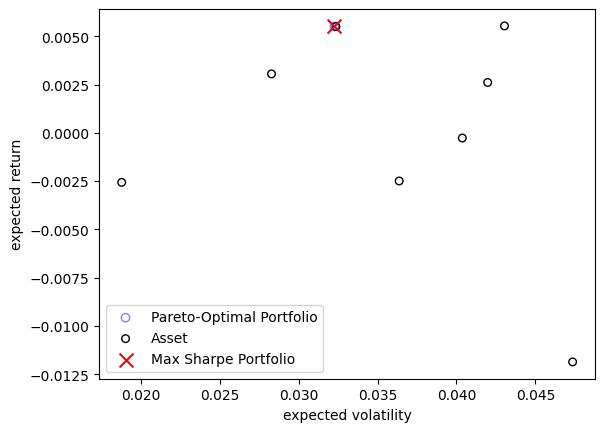 0.0050
0.0025
0.0000
−0.0025
−0.0050
−0.0075
−0.0100
−0.0125
expected return
Pareto-Optimal Portfolio
Asset
Max Sharpe Portfolio
0.020 0.025 0.030 0.035 0.040 0.045
expected volatility